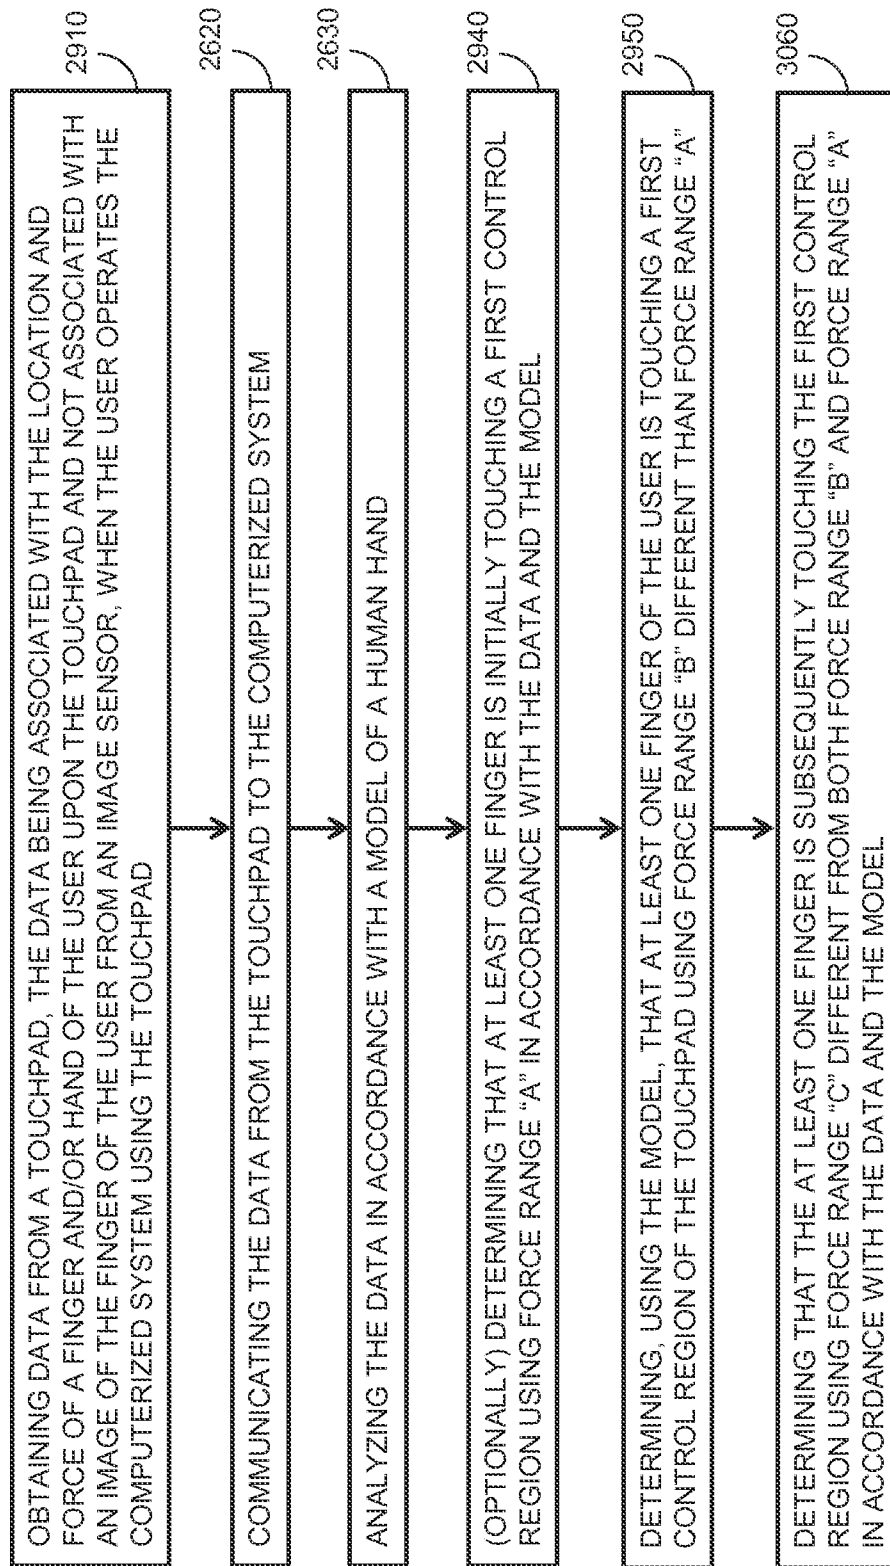 2910
OBTAINING DATA FROM A TOUCHPAD, THE DATA BEING ASSOCIATED WITH THE LOCATION AND
FORCE OF A FINGER AND/OR HAND OF THE USER UPON THE TOUCHPAD AND NOT ASSOCIATED WITH
AN IMAGE OF THE FINGER OF THE USER FROM AN IMAGE SENSOR, WHEN THE USER OPERATES THE
COMPUTERIZED SYSTEM USING THE TOUCHPAD
2620
COMMUNICATING THE DATA FROM THE TOUCHPAD TO THE COMPUTERIZED SYSTEM
2630
ANALYZING THE DATA IN ACCORDANCE WITH A MODEL OF A HUMAN HAND
2940
(OPTIONALLY) DETERMINING THAT AT LEAST ONE FINGER IS INITIALLY TOUCHING A FIRST CONTROL
REGION USING FORCE RANGE "A" IN ACCORDANCE WITH THE DATA AND THE MODEL
2950
DETERMINING, USING THE MODEL, THAT AT LEAST ONE FINGER OF THE USER IS TOUCHING A FIRST
CONTROL REGION OF THE TOUCHPAD USING FORCE RANGE "B" DIFFERENT THAN FORCE RANGE "A"
3060
DETERMINING THAT THE AT LEAST ONE FINGER IS SUBSEQUENTLY TOUCHING THE FIRST CONTROL
REGION USING FORCE RANGE "C" DIFFERENT FROM BOTH FORCE RANGE "B" AND FORCE RANGE "A"
IN ACCORDANCE WITH THE DATA AND THE MODEL